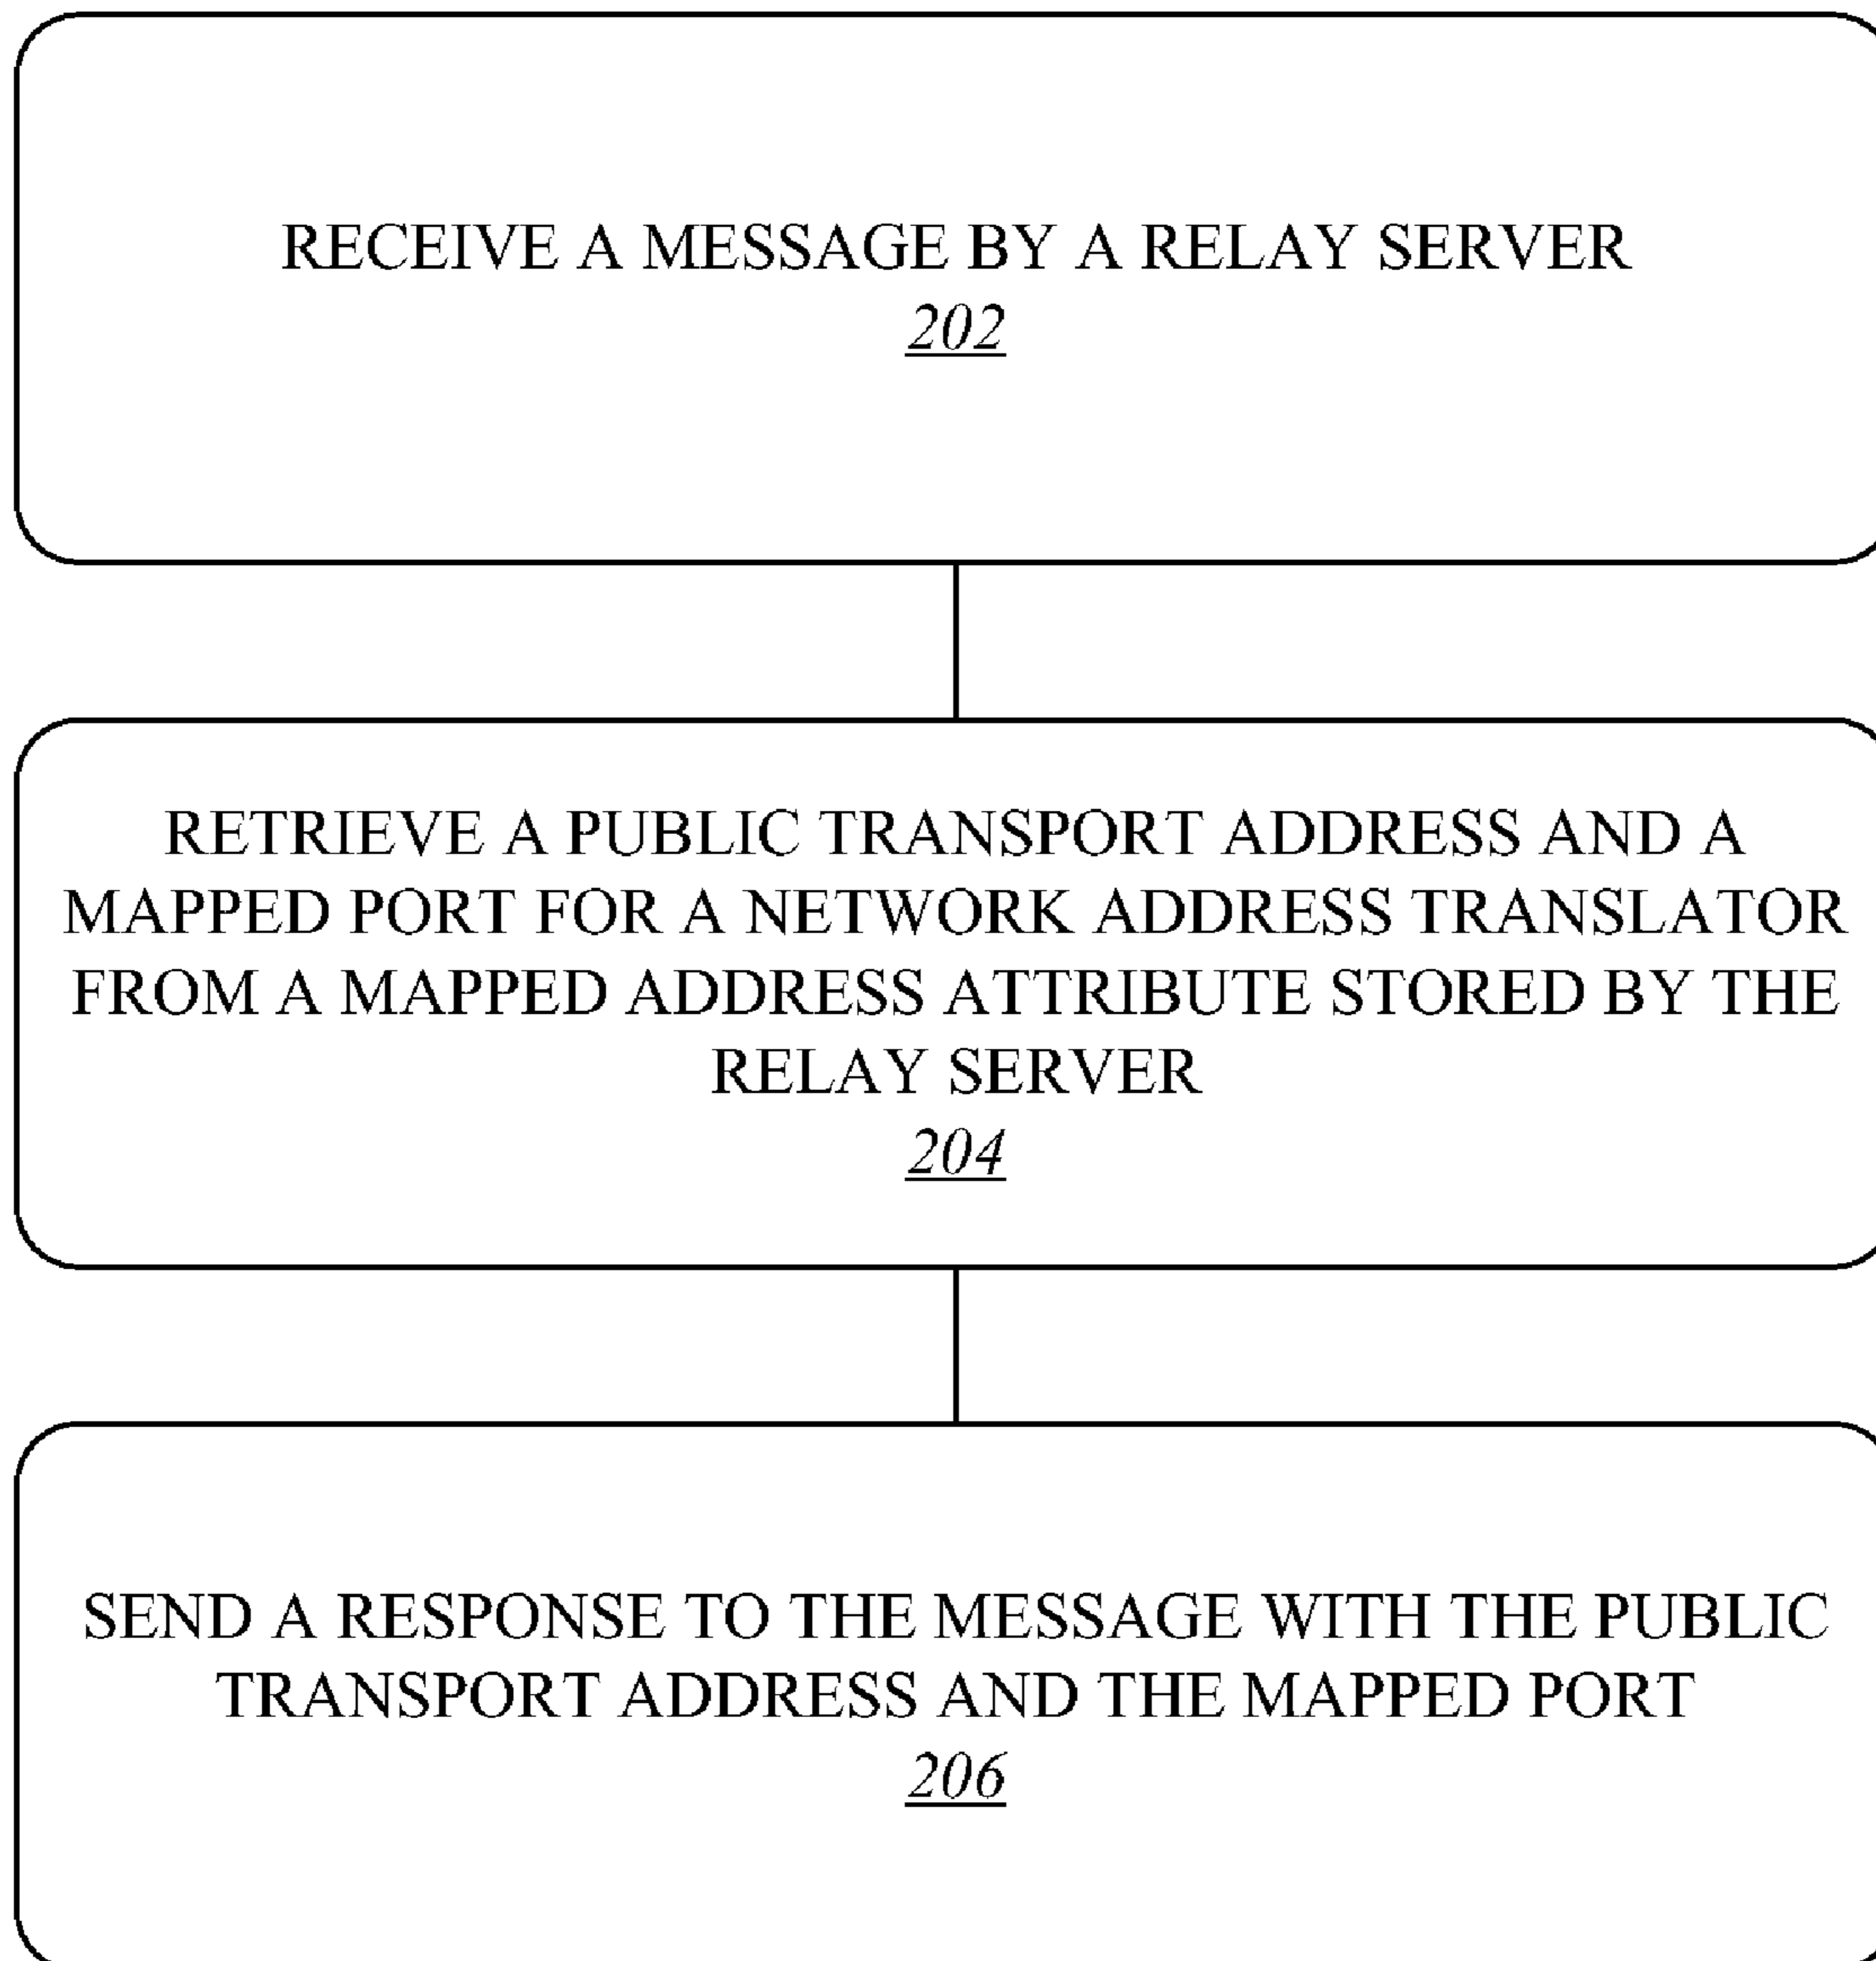 RECEIVE A MESSAGE BY A RELAY SERVER
202
RETRIEVE A PUBLIC TRANSPORT ADDRESS AND A
MAPPED PORT FOR A NETWORK ADDRESS TRANSLATOR
FROM A MAPPED ADDRESS ATTRIBUTE STORED BY THE
RELAY SERVER
204
SEND A RESPONSE TO THE MESSAGE WITH THE PUBLIC
TRANSPORT ADDRESS AND THE MAPPED PORT
206